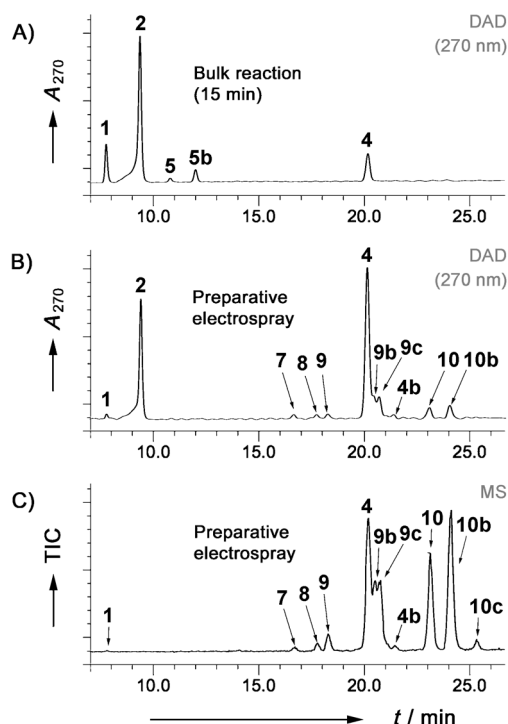 A)
DAD
(270 nm)
2
Bulk reaction
(15 min)
1
5
5b
4
A270
10.0 15.0 20.0 25.0
B)
DAD
(270 nm)
4
2
Preparative
electrospray
9b 9c
7 8 9
10 10b
1
4b
A270
10.0 15.0 20.0 25.0
C)
MS
4
Preparative
electrospray
9b 9c 10 10b
9
8
7
1
4b
10c
TIC
10.0 15.0 20.0 25.0
t / min